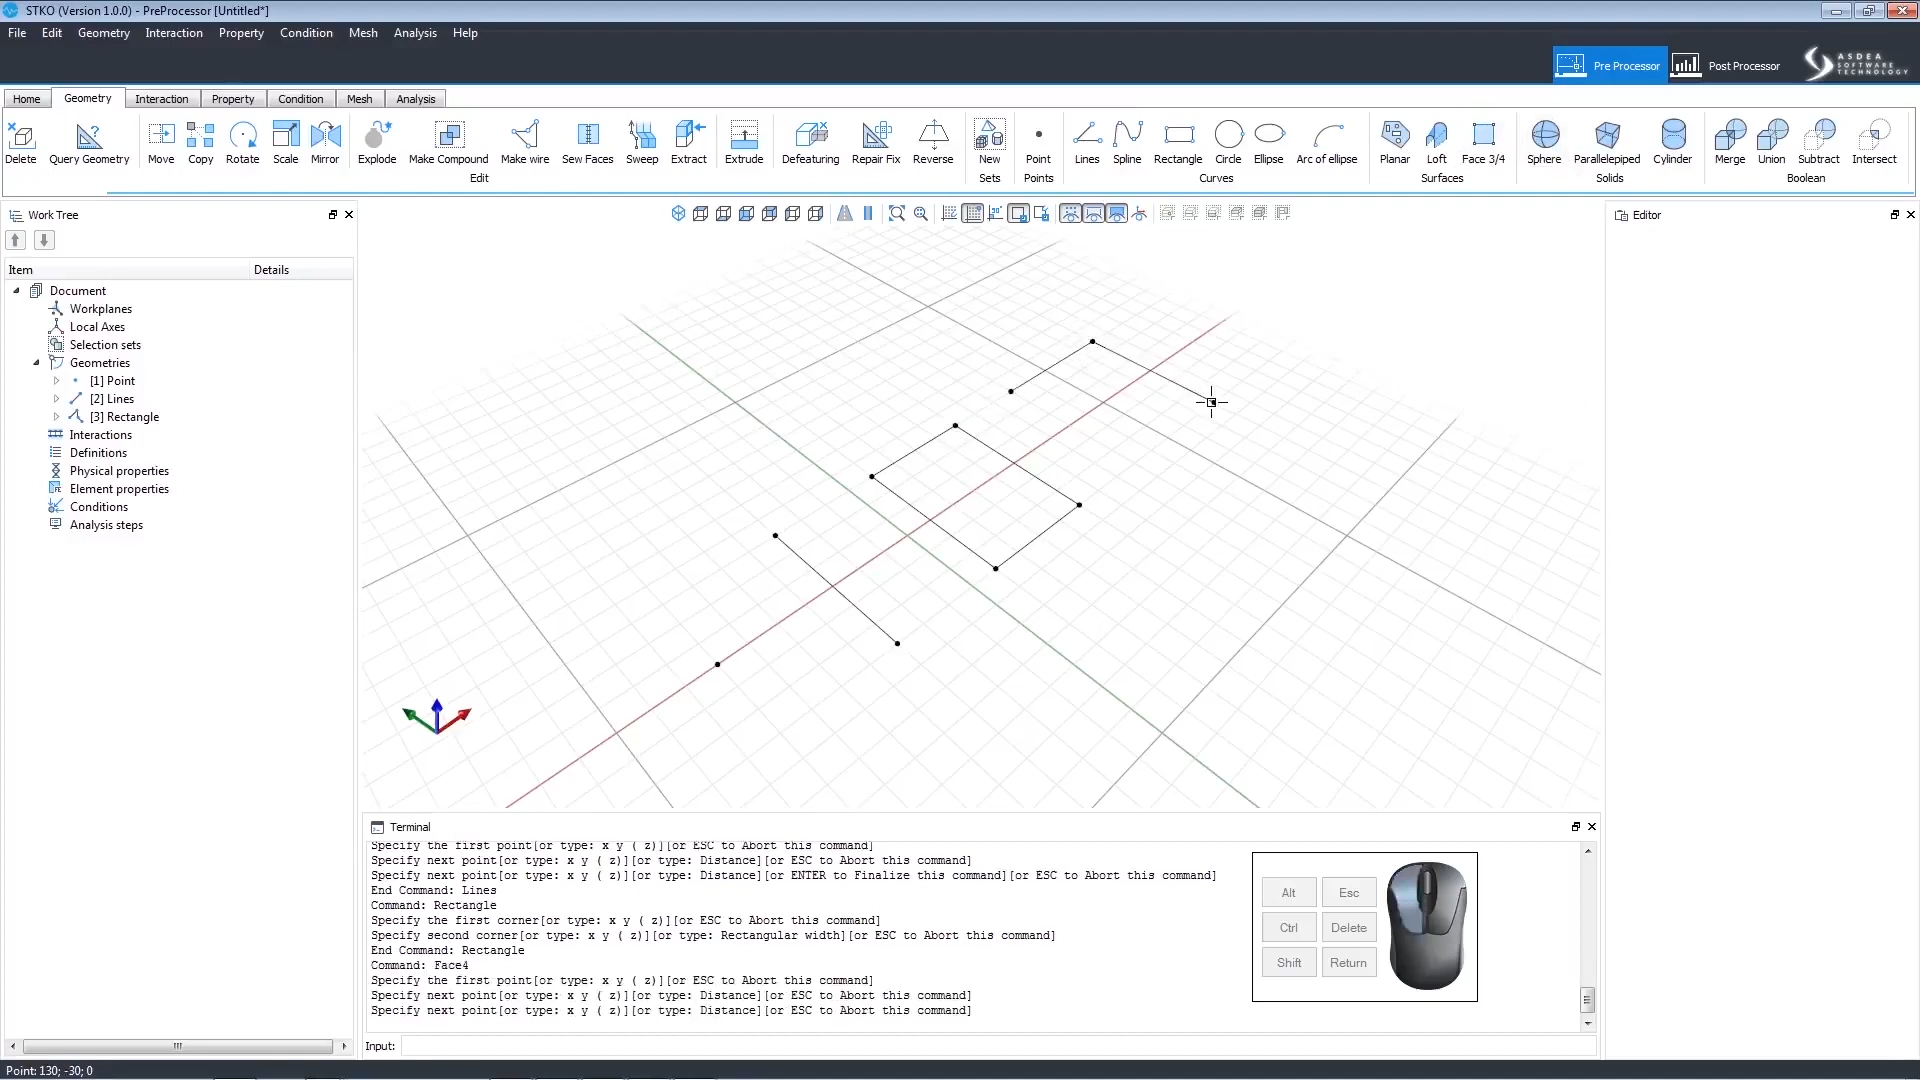 STKO (Version 1.0.0) - PreProcessor [Untitled*]
File Edit Geometry Interaction Property Condition Mesh Analysis Help
Pre Processor Post Processor ASDEA SOFTWARE TECHNOLOGY
Home Geometry Interaction Property Condition Mesh Analysis
Delete Query Geometry Move Copy Rotate Scale Mirror Explode Make Compound Make wire Sew Faces Sweep Extract Extrude Defeaturing Repair Fix Reverse New Point Lines Spline Rectangle Circle Ellipse Arc of ellipse Planar Loft Face 3/4 Sphere Parallelepiped Cylinder Merge Union Subtract Intersect
Edit Sets Points Curves Surfaces Solids Boolean
Work Tree
Editor
Item Details
Document
Workplanes
Local Axes
Selection sets
Geometries
[1] Point
[2] Lines
[3] Rectangle
Interactions
Definitions
Physical properties
Element properties
Conditions
Analysis steps
Terminal
Specify the first point[or type: x y ( z)][or ESC to Abort this command]
Specify next point[or type: x y ( z)][or type: Distance][or ESC to Abort this command]
Specify next point[or type: x y ( z)][or type: Distance][or ENTER to Finalize this command][or ESC to Abort this command]
End Command: Lines
Command: Rectangle
Specify the first corner[or type: x y ( z)][or ESC to Abort this command]
Specify second corner[or type: x y ( z)][or type: Rectangular width][or ESC to Abort this command]
End Command: Rectangle
Command: Face4
Specify the first point[or type: x y ( z)][or ESC to Abort this command]
Specify next point[or type: x y ( z)][or type: Distance][or ESC to Abort this command]
Specify next point[or type: x y ( z)][or type: Distance][or ESC to Abort this command]
Alt Esc
Ctrl Delete
Shift Return
Input:
Point: 130; -30; 0